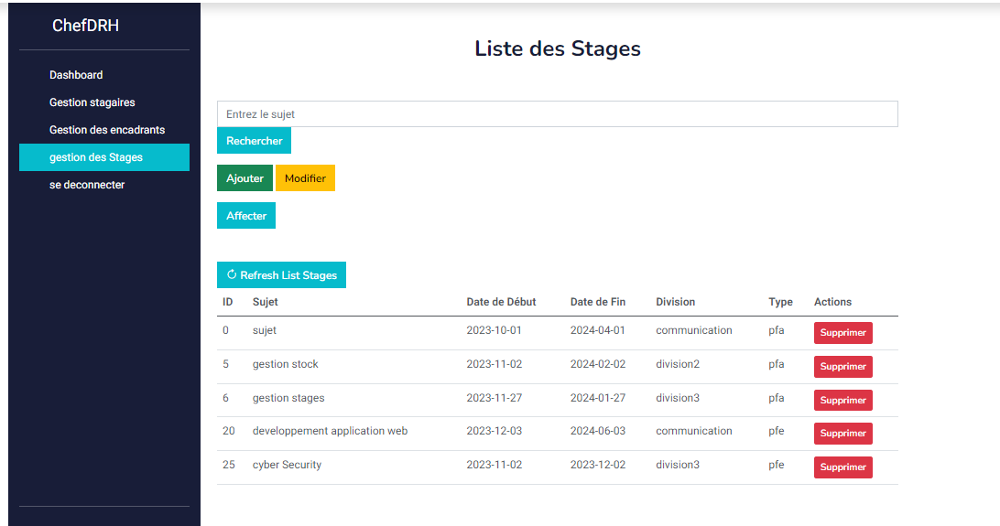 ChefDRH
Dashboard
Gestion stagaires
Gestion des encadrants
gestion des Stages
se deconnecter
Liste des Stages
Entrez le sujet
Rechercher
Ajouter Modifier
Affecter
Refresh List Stages
ID Sujet Date de Début Date de Fin Division Type Actions
0 sujet 2023-10-01 2024-04-01 communication pfa Supprimer
5 gestion stock 2023-11-02 2024-02-02 division2 pfa Supprimer
6 gestion stages 2023-11-27 2024-01-27 division3 pfa Supprimer
20 developpement application web 2023-12-03 2024-06-03 communication pfe Supprimer
25 cyber Security 2023-11-02 2023-12-02 division3 pfe Supprimer